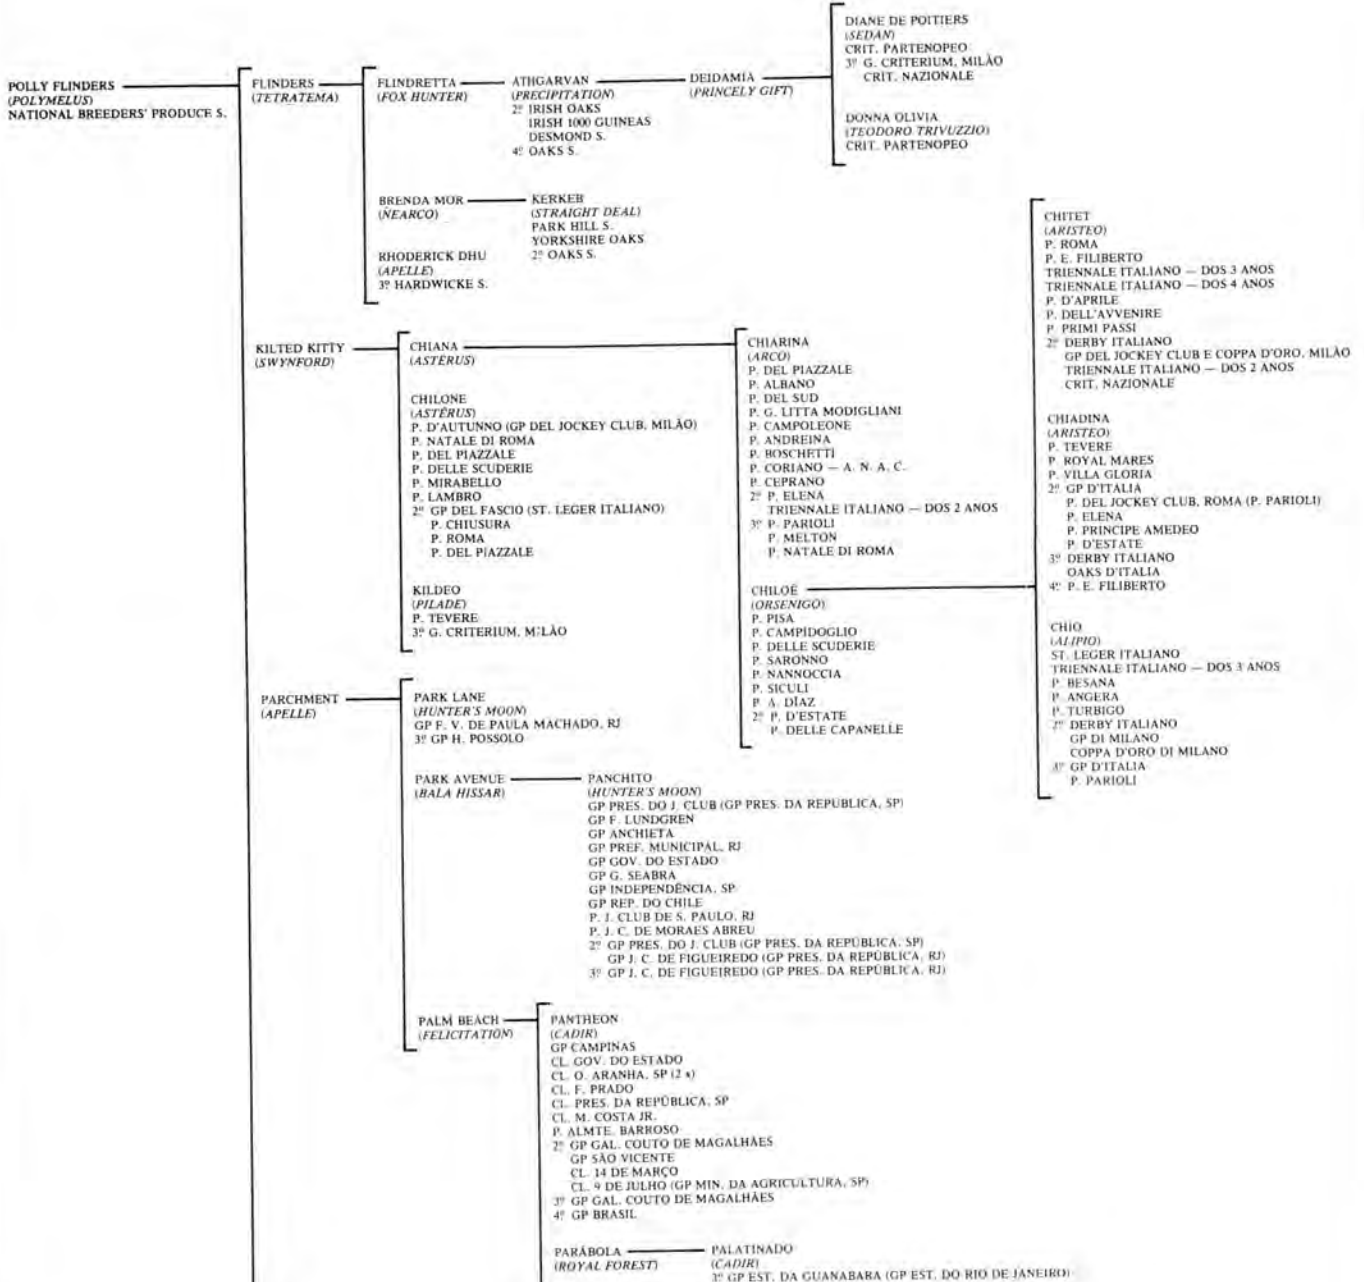 POLLY FLINDERS
(POLYMELUS)
NATIONAL BREEDERS' PRODUCE S.
FLINDERS
(TETRATEMA)
FLINDRETTA
(FOX HUNTER)
ATHGARVAN
(PRECIPITATION)
2º IRISH OAKS
IRISH 1000 GUINEAS
DESMOND S.
4º OAKS S.
DEIDAMIA
(PRINCELY GIFT)
DIANE DE POITIERS
(SEDAN)
CRIT. PARTENOPEO
3º G. CRITERIUM, MILÃO
CRIT. NAZIONALE
DONNA OLIVIA
(TEODORO TRIVUZZIO)
CRIT. PARTENOPEO
BRENDA MOR
(NEARCO)
KERKEB
(STRAIGHT DEAL)
PARK HILL S.
YORKSHIRE OAKS
2º OAKS S.
RHODERICK DHU
(APELLE)
3º HARDWICKE S.
KILTED KITTY
(SWYNFORD)
CHIANA
(ASTÉRUS)
CHILONE
(ASTÉRUS)
P. D'AUTUNNO (GP DEL JOCKEY CLUB, MILÃO)
P. NATALE DI ROMA
P. DEL PIAZZALE
P. DELLE SCUDERIE
P. MIRABELLO
P. LAMBRO
2º GP DEL FASCIO (ST. LEGER ITALIANO)
P. CHIUSURA
P. ROMA
P. DEL PIAZZALE
KILDEO
(PILADE)
P. TEVERE
3º G. CRITERIUM, MILÃO
CHIARINA
(ARCO)
P. DEL PIAZZALE
P. ALBANO
P. DEL SUD
P. G. LITTA MODIGLIANI
P. CAMPOLEONE
P. ANDREINA
P. BOSCHETTI
P. CORIANO — A. N. A. C.
P. CEPRANO
2º P. ELENA
TRIENNALE ITALIANO — DOS 2 ANOS
3º P. PARIOLI
P. MELTON
P. NATALE DI ROMA
CHILOÉ
(ORSENIGO)
P. PISA
P. CAMPIDOGLIO
P. DELLE SCUDERIE
P. SARONNO
P. NANNOCCIA
P. SICULI
P. A. DÍAZ
2º P. D'ESTATE
P. DELLE CAPANELLE
CHITET
(ARISTEO)
P. ROMA
P. E. FILIBERTO
TRIENNALE ITALIANO — DOS 3 ANOS
TRIENNALE ITALIANO — DOS 4 ANOS
P. D'APRILE
P. DELL'AVVENIRE
P. PRIMI PASSI
2º DERBY ITALIANO
GP DEL JOCKEY CLUB E COPPA D'ORO, MILÃO
TRIENNALE ITALIANO — DOS 2 ANOS
CRIT. NAZIONALE
CHIADINA
(ARISTEO)
P. TEVERE
P. ROYAL MARES
P. VILLA GLORIA
2º GP D'ITALIA
P. DEL JOCKEY CLUB, ROMA (P. PARIOLI)
P. ELENA
P. PRINCIPE AMEDEO
P. D'ESTATE
3º DERBY ITALIANO
OAKS D'ITALIA
4º P. E. FILIBERTO
CHIO
(ALIPIO)
ST. LEGER ITALIANO
TRIENNALE ITALIANO — DOS 3 ANOS
P. BESANA
P. ANGERA
P. TURBIGO
2º DERBY ITALIANO
GP DI MILANO
COPPA D'ORO DI MILANO
3º GP D'ITALIA
P. PARIOLI
PARCHMENT
(APELLE)
PARK LANE
(HUNTER'S MOON)
GP F. V. DE PAULA MACHADO, RJ
3º GP H. POSSOLO
PARK AVENUE
(BALA HISSAR)
PANCHITO
(HUNTER'S MOON)
GP PRES. DO J. CLUB (GP PRES. DA REPUBLICA, SP)
GP F. LUNDGREN
GP ANCHIETA
GP PREF. MUNICIPAL, RJ
GP GOV. DO ESTADO
GP G. SEABRA
GP INDEPENDÊNCIA, SP
GP REP. DO CHILE
P. J. CLUB DE S. PAULO, RJ
P. J. C. DE MORAES ABREU
2º GP PRES. DO J. CLUB (GP PRES. DA REPÚBLICA, SP)
GP J. C. DE FIGUEIREDO (GP PRES. DA REPÚBLICA, RJ)
3º GP J. C. DE FIGUEIREDO (GP PRES. DA REPÚBLICA, RJ)
PALM BEACH
(FELICITATION)
PANTHEON
(CADIR)
GP CAMPINAS
CL. GOV. DO ESTADO
CL. O. ARANHA, SP (2 x)
CL. F. PRADO
CL. PRES. DA REPÚBLICA, SP
CL. M. COSTA JR.
P. ALMTE. BARROSO
2º GP GAL. COUTO DE MAGALHÃES
GP SÃO VICENTE
CL. 14 DE MARÇO
CL. 9 DE JULHO (GP MIN. DA AGRICULTURA, SP)
3º GP GAL. COUTO DE MAGALHÃES
4º GP BRASIL
PARÁBOLA
(ROYAL FOREST)
PALATINADO
(CADIR)
3º GP EST. DA GUANABARA (GP EST. DO RIO DE JANEIRO)